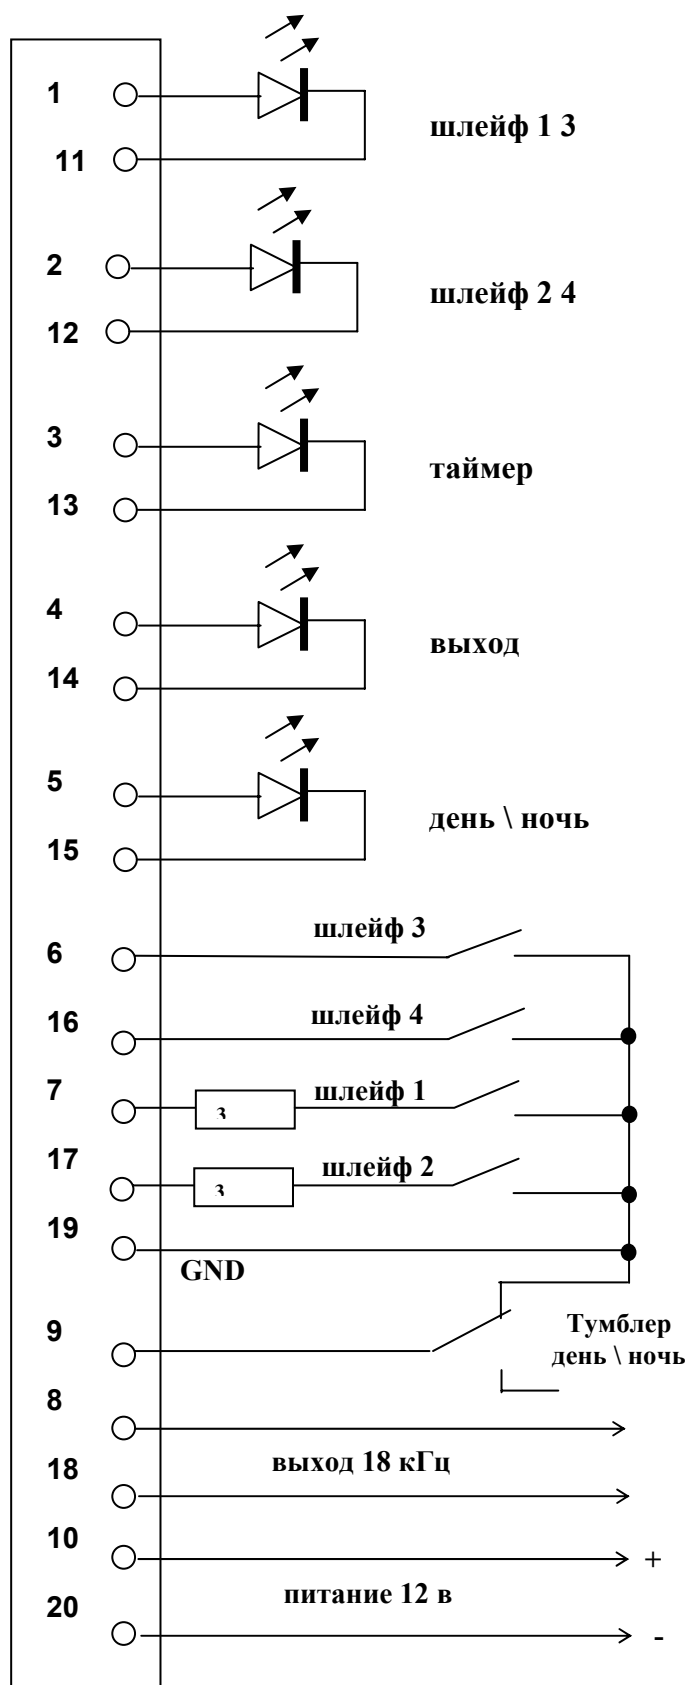 1
11
шлейф 1 3
2
12
шлейф 2 4
3
13
таймер
4
14
выход
5
15
день \ ночь
6
шлейф 3
16
шлейф 4
7
3
шлейф 1
17
3
шлейф 2
19
GND
9
Тумблер
день \ ночь
8
18
выход 18 кГц
10
+
20
питание 12 в
-